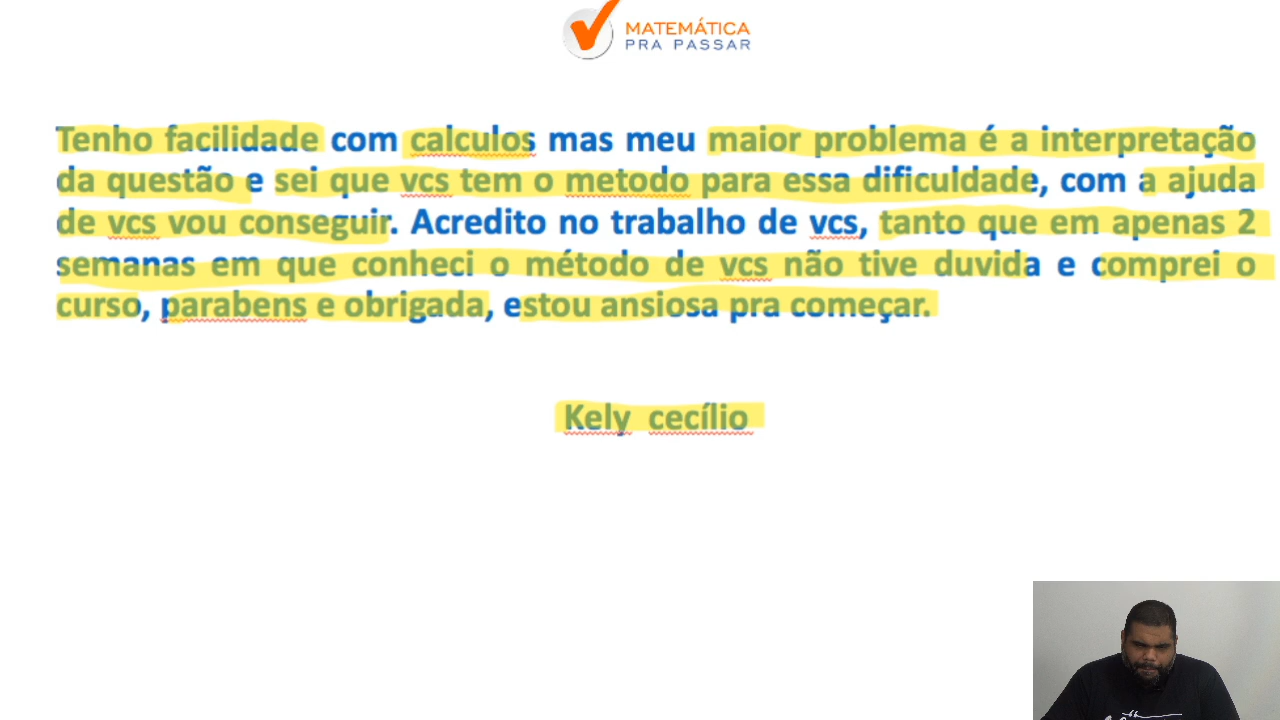 MATEMÁTICA
PRA PASSAR
Tenho facilidade com calculos mas meu maior problema é a interpretação
da questão e sei que vcs tem o metodo para essa dificuldade, com a ajuda
de vcs vou conseguir. Acredito no trabalho de vcs, tanto que em apenas 2
semanas em que conheci o método de vcs não tive duvida e comprei o
curso, parabens e obrigada, estou ansiosa pra começar.
Kely cecílio